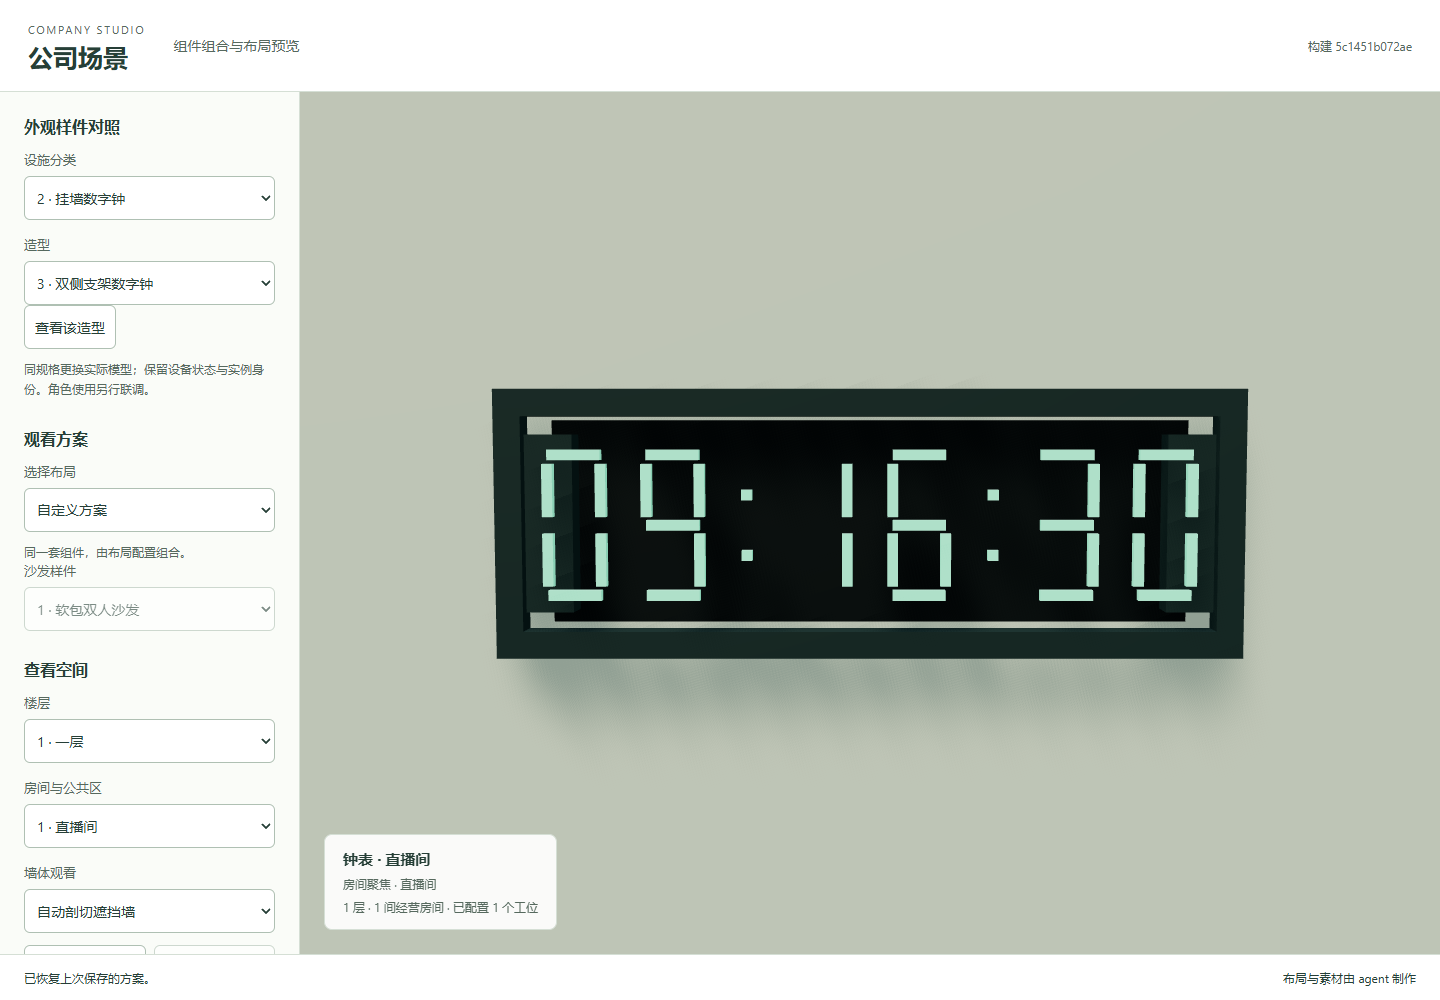 COMPANY STUDIO
公司场景
组件组合与布局预览
构建 5c1451b072ae
外观样件对照
设施分类
2 · 挂墙数字钟
造型
3 · 双侧支架数字钟
查看该造型
同规格更换实际模型；保留设备状态与实例身
份。角色使用另行联调。
观看方案
选择布局
自定义方案
同一套组件，由布局配置组合。
沙发样件
1 · 软包双人沙发
查看空间
楼层
1 · 一层
房间与公共区
1 · 直播间
墙体观看
自动剖切遮挡墙
09:16:30
钟表 · 直播间
房间聚焦 · 直播间
1 层 · 1 间经营房间 · 已配置 1 个工位
已恢复上次保存的方案。
布局与素材由 agent 制作